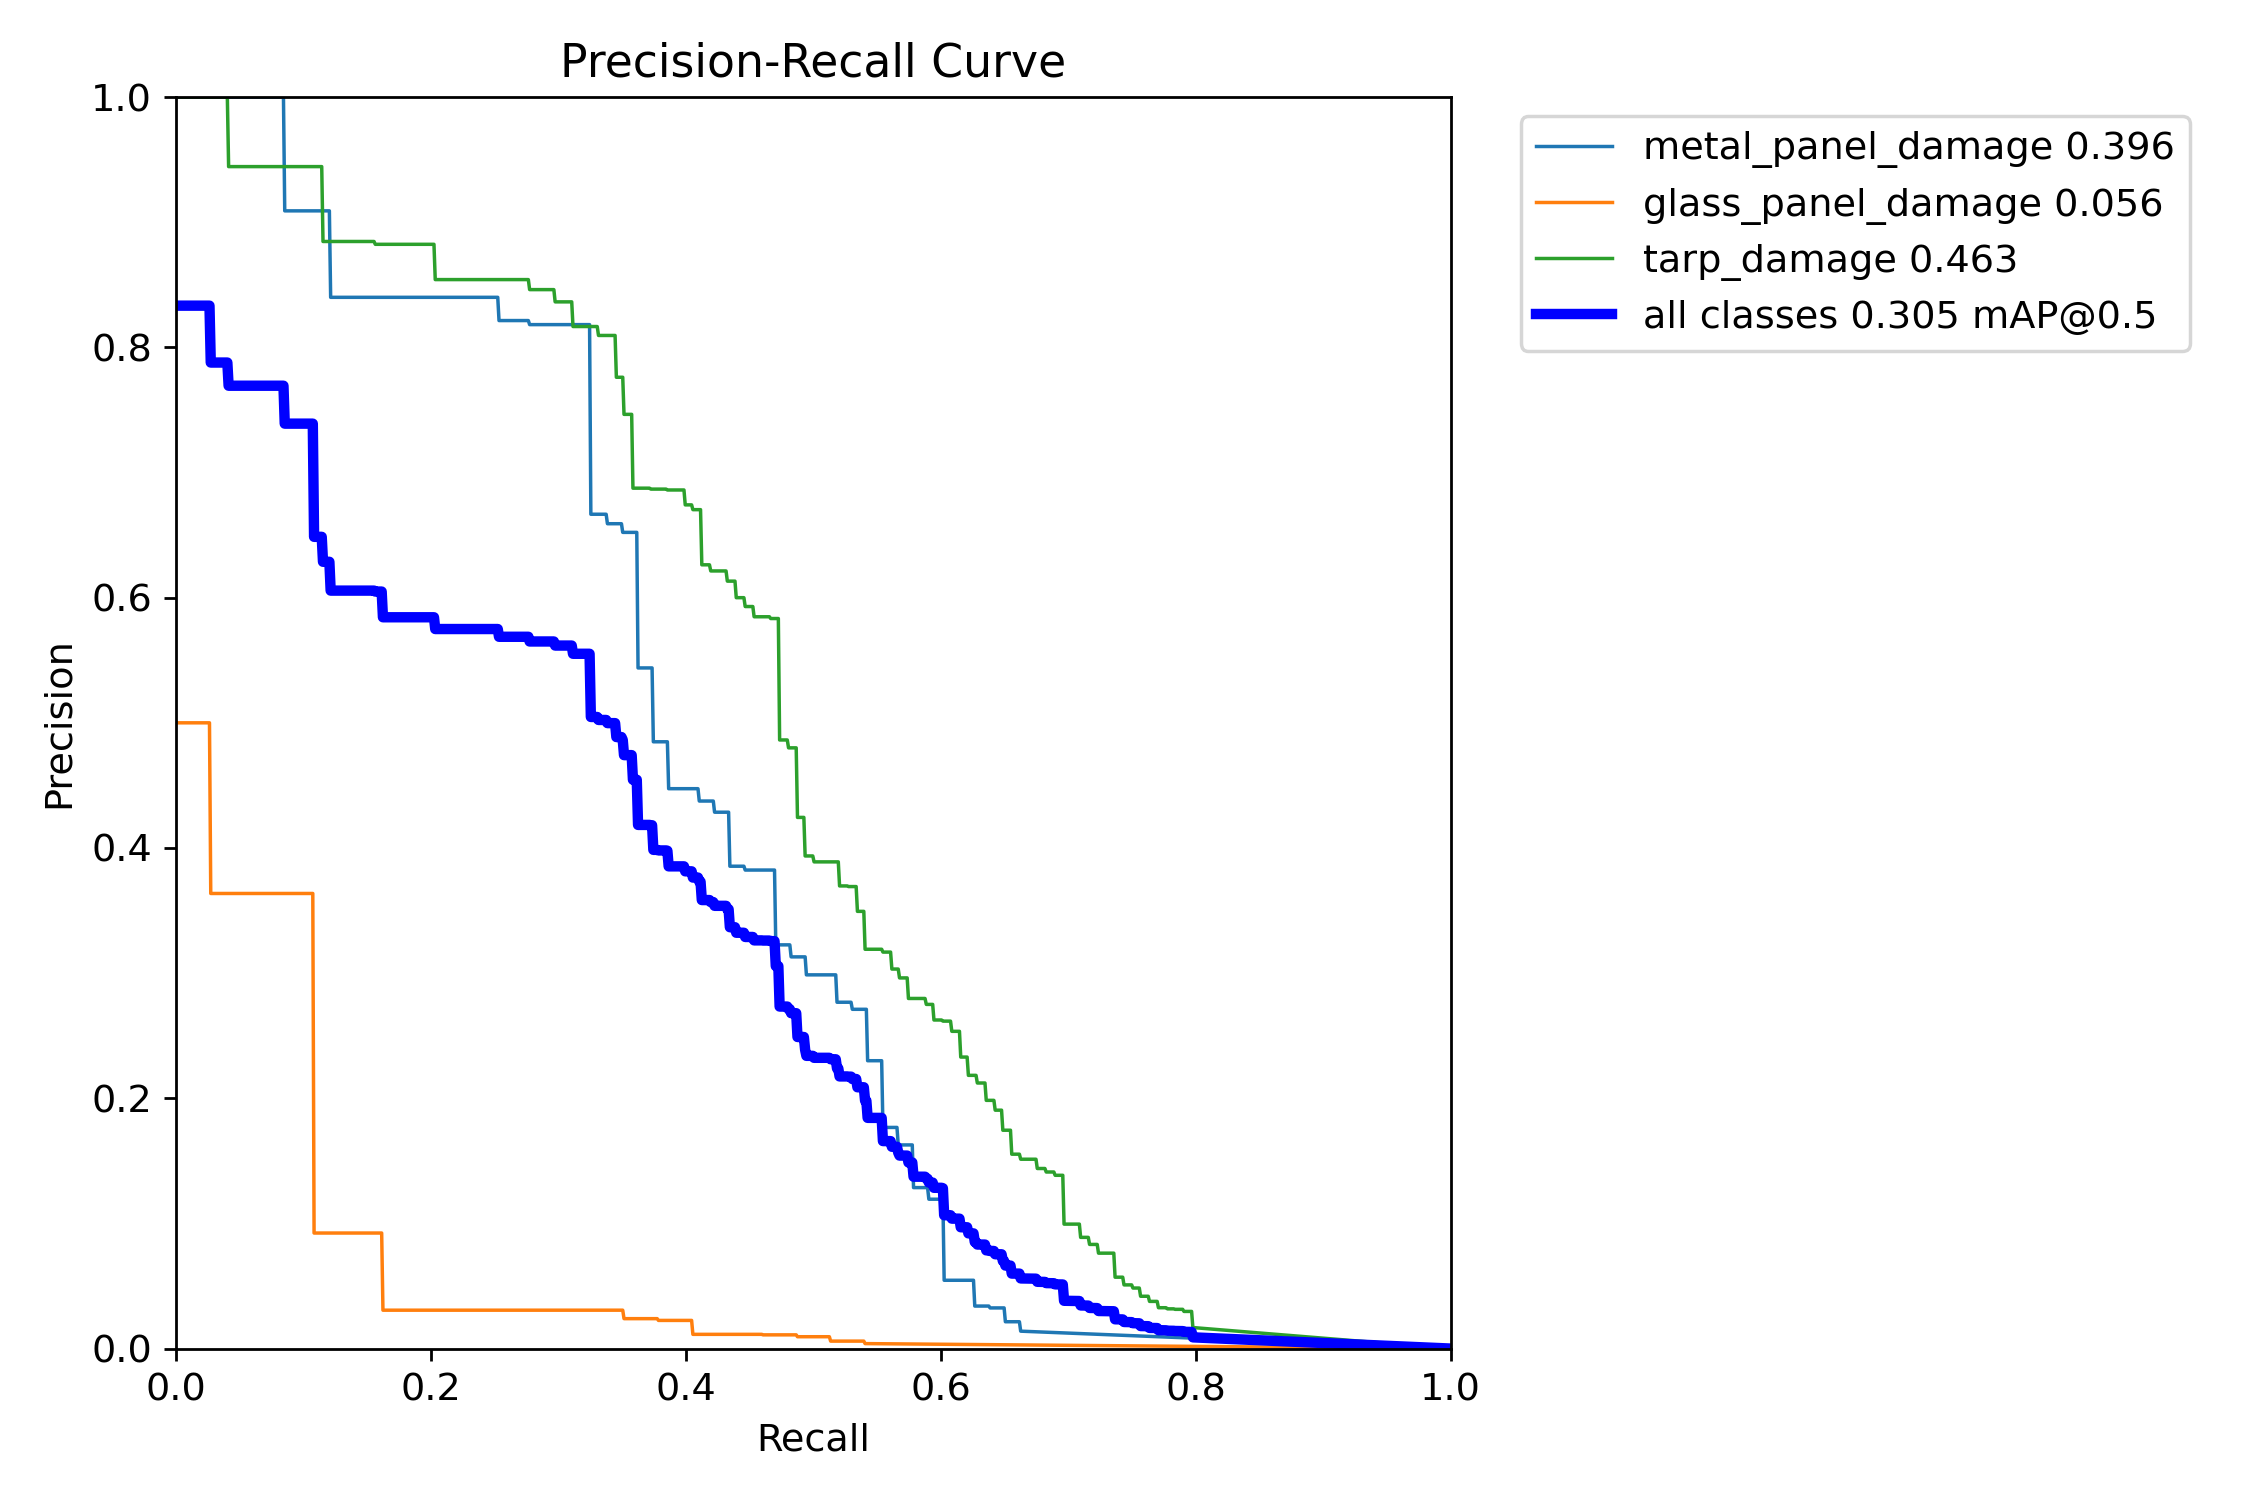 Precision-Recall Curve
1.0
0.8
0.6
0.4
0.2
0.0
Precision
0.0 0.2 0.4 0.6 0.8 1.0
Recall
metal_panel_damage 0.396
glass_panel_damage 0.056
tarp_damage 0.463
all classes 0.305 mAP@0.5